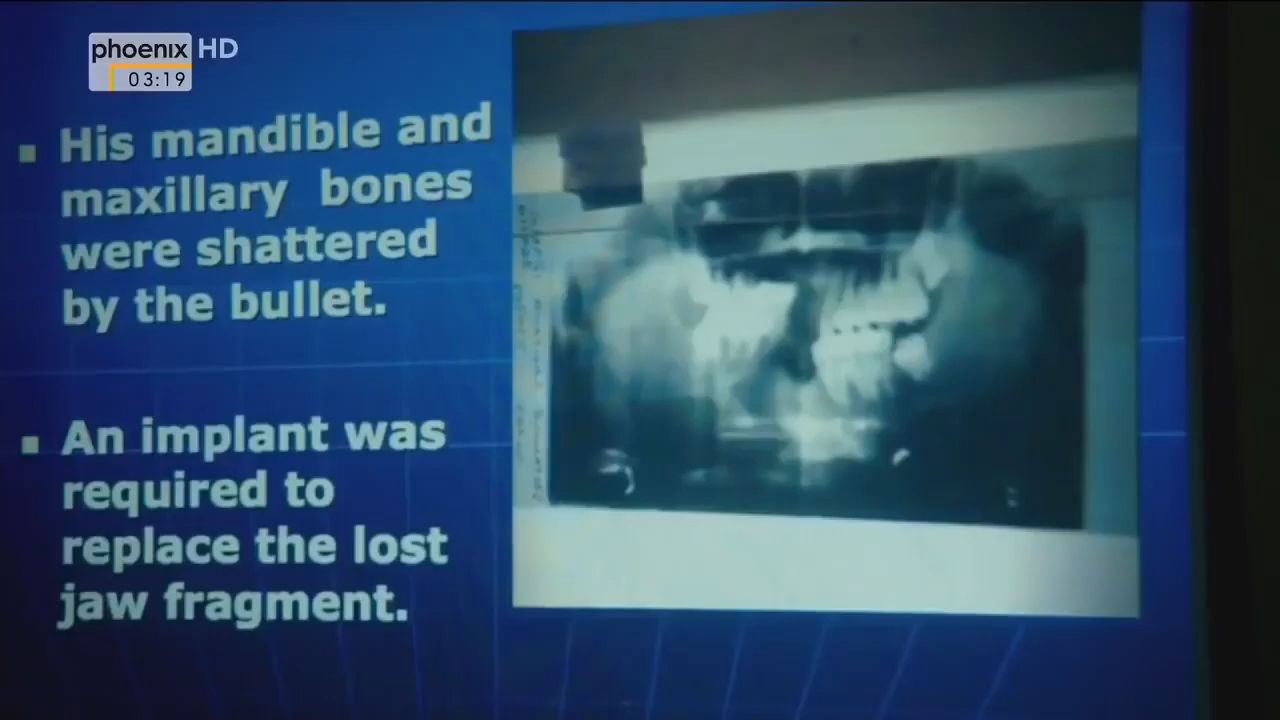 phoenix HD
03:19
▪ His mandible and
maxillary bones
were shattered
by the bullet.
▪ An implant was
required to
replace the lost
jaw fragment.